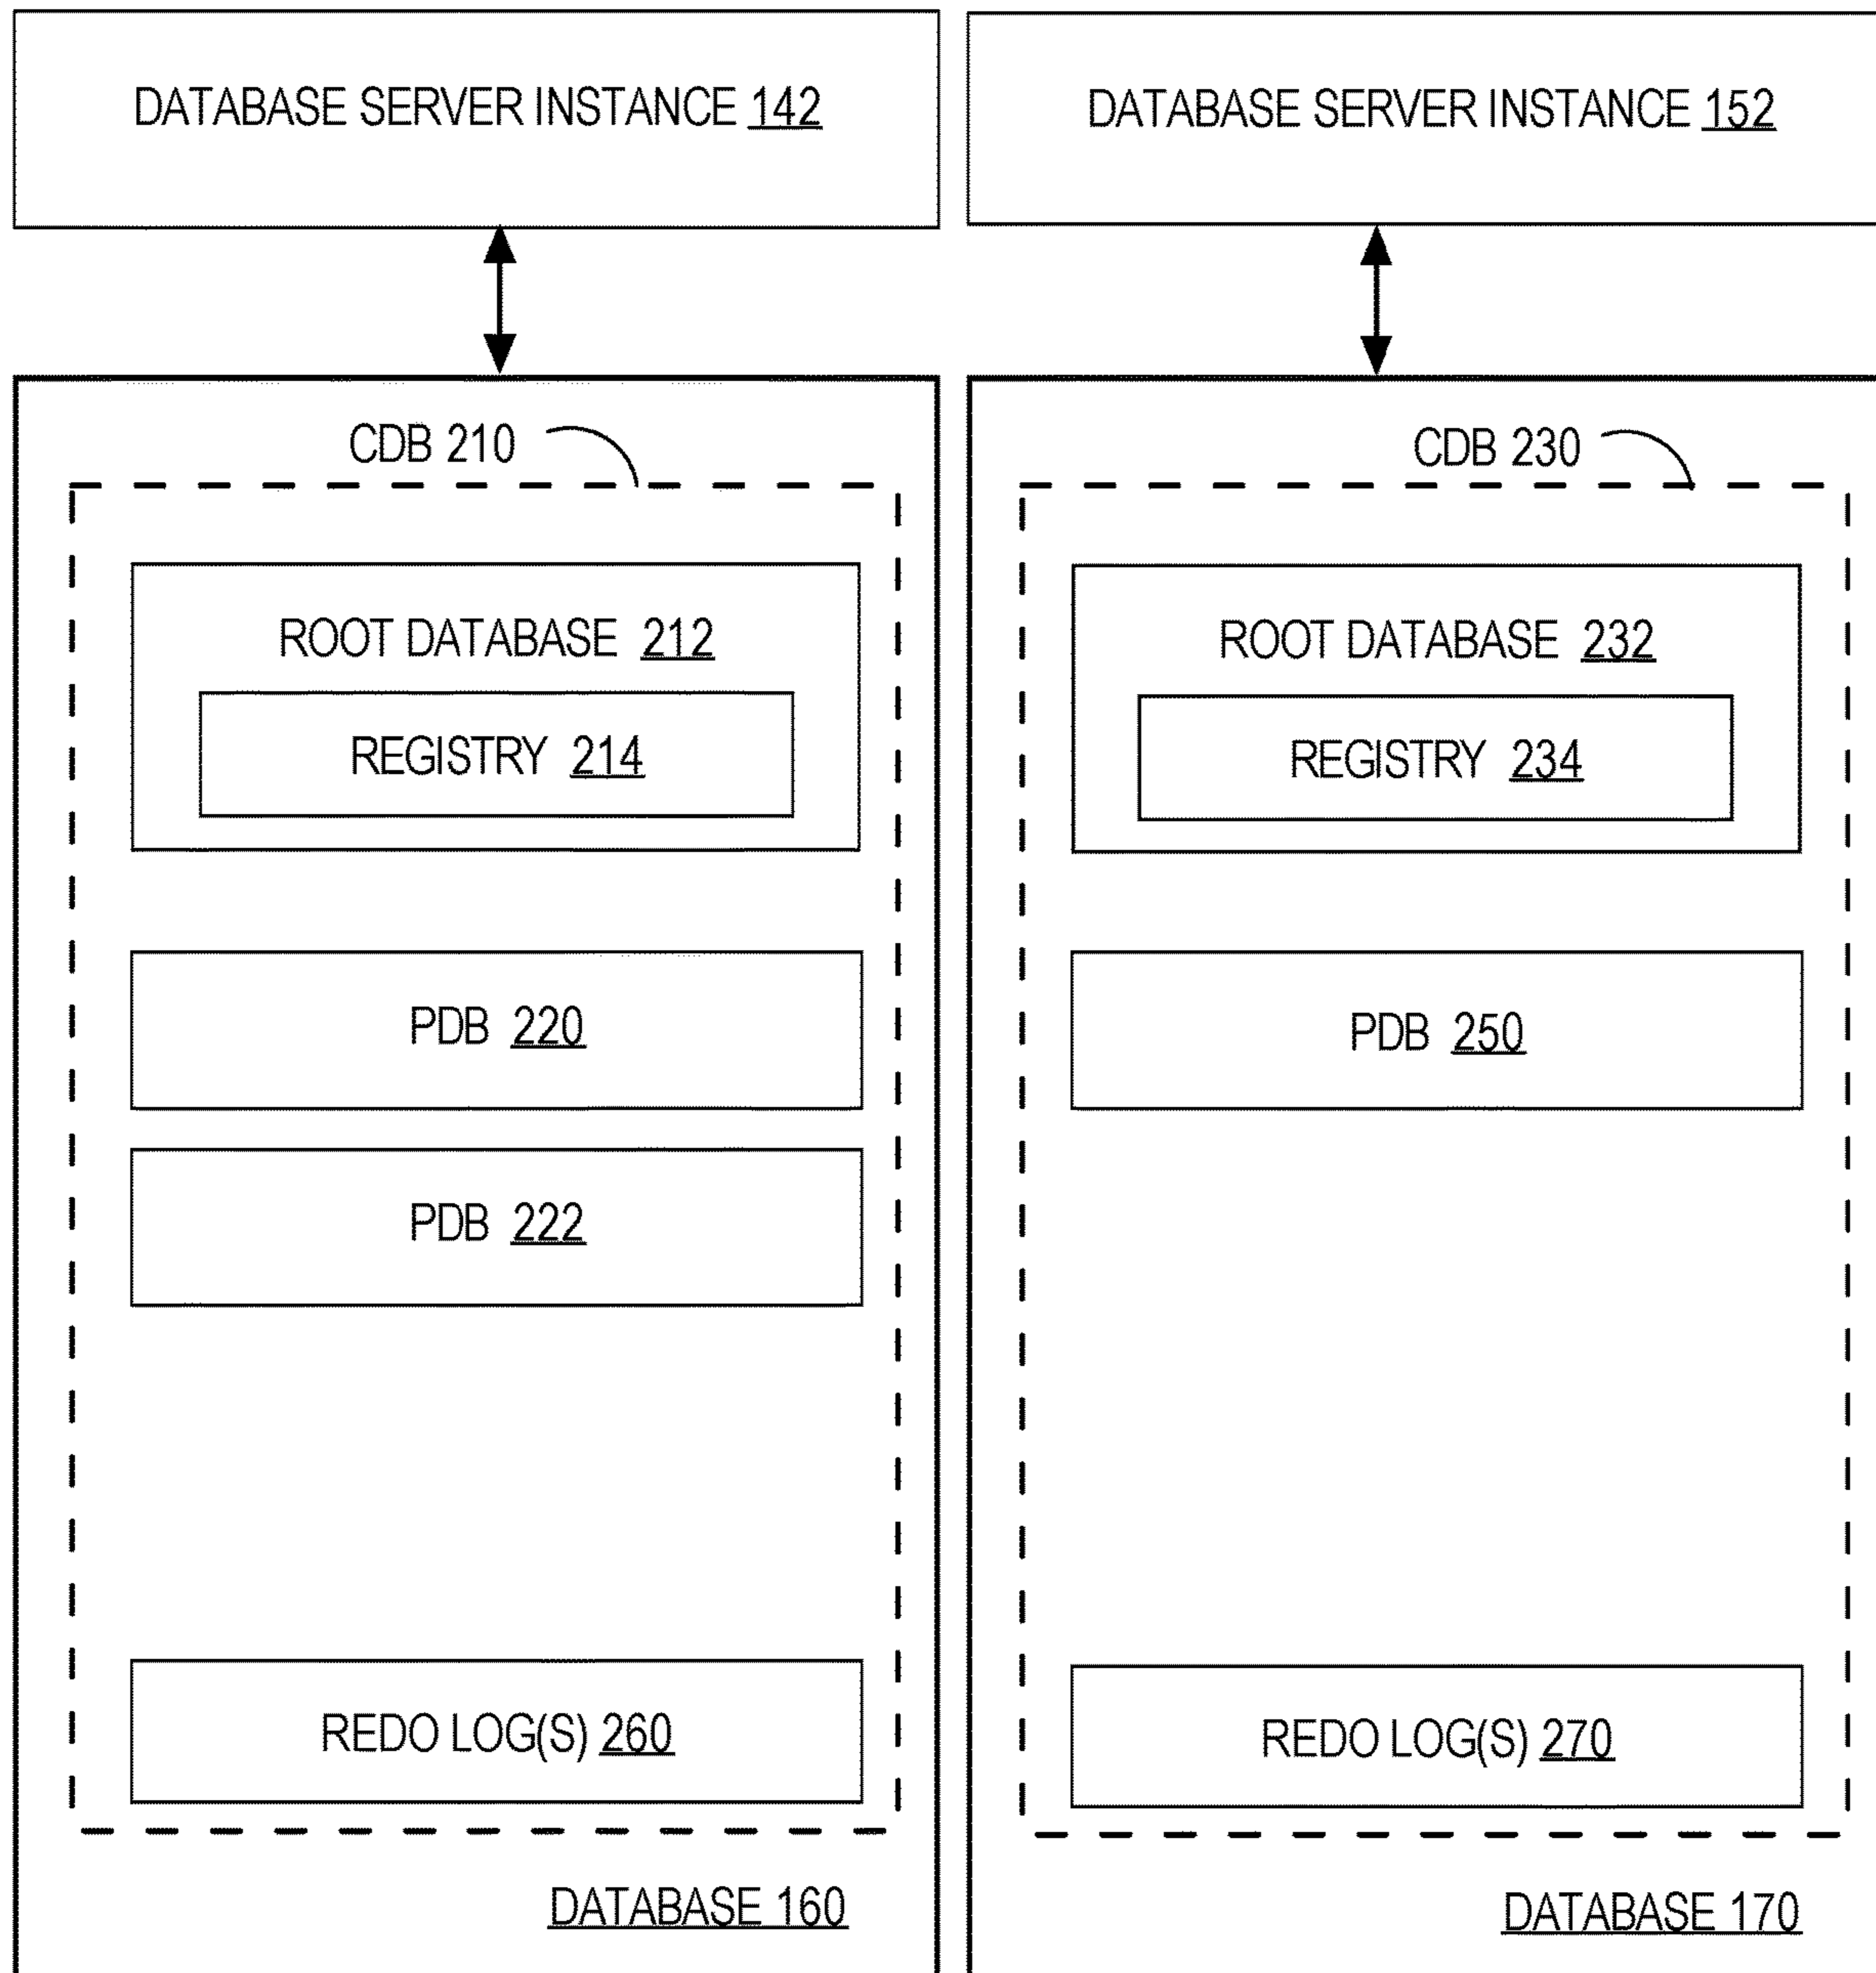 DATABASE SERVER INSTANCE 142
CDB 210
ROOT DATABASE 212
REGISTRY 214
PDB 220
PDB 222
REDO LOG(S) 260
DATABASE 160
DATABASE SERVER INSTANCE 152
CDB 230
ROOT DATABASE 232
REGISTRY 234
PDB 250
REDO LOG(S) 270
DATABASE 170